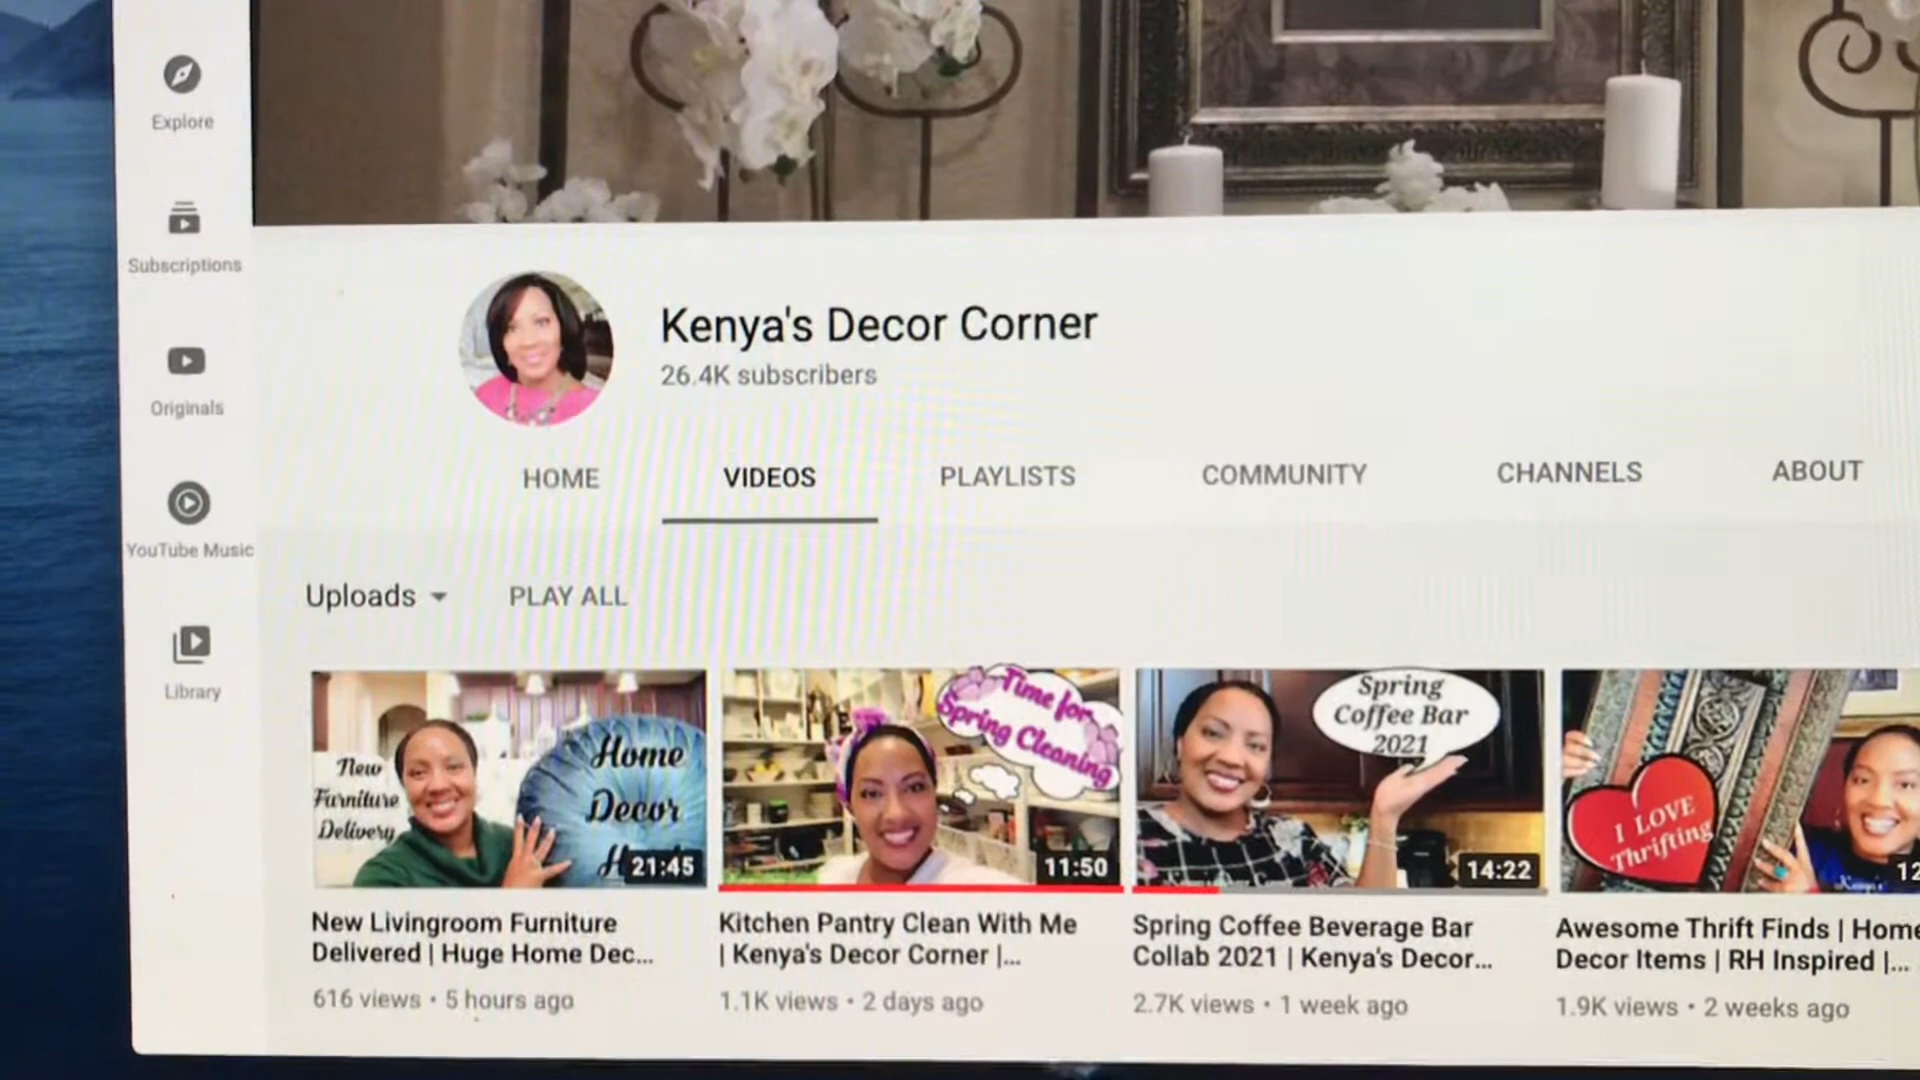 Explore
Subscriptions
Originals
YouTube Music
Library
Kenya's Decor Corner
26.4K subscribers
HOME
VIDEOS
PLAYLISTS
COMMUNITY
CHANNELS
ABOUT
Uploads
PLAY ALL
New
Furniture
Delivery
Home
Decor
21:45
New Livingroom Furniture
Delivered | Huge Home Dec...
616 views • 5 hours ago
Time for
Spring Cleaning
11:50
Kitchen Pantry Clean With Me
| Kenya's Decor Corner |...
1.1K views • 2 days ago
Spring
Coffee Bar
2021
14:22
Spring Coffee Beverage Bar
Collab 2021 | Kenya's Decor...
2.7K views • 1 week ago
I LOVE
Thrifting
12
Awesome Thrift Finds | Home
Decor Items | RH Inspired |...
1.9K views • 2 weeks ago